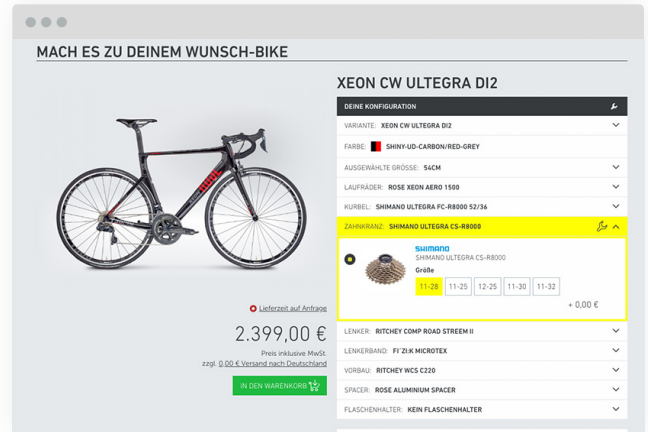 MACH ES ZU DEINEM WUNSCH-BIKE
XEON CW ULTEGRA DI2
DEINE KONFIGURATION
VARIANTE: XEON CW ULTEGRA DI2
FARBE: SHINY-UD-CARBON/RED-GREY
AUSGEWÄHLTE GRÖSSE: 54CM
LAUFRÄDER: ROSE XEON AERO 1500
KURBEL: SHIMANO ULTEGRA FC-R8000 52/36
ZAHNKRANZ: SHIMANO ULTEGRA CS-R8000
SHIMANO
SHIMANO ULTEGRA CS-R8000
Größe
11-28 11-25 12-25 11-30 11-32
+ 0,00 €
LENKER: RITCHEY COMP ROAD STREEM II
LENKERBAND: FI´ZI:K MICROTEX
VORBAU: RITCHEY WCS C220
SPACER: ROSE ALUMINIUM SPACER
FLASCHENHALTER: KEIN FLASCHENHALTER
Lieferzeit auf Anfrage
2.399,00 €
Preis inklusive MwSt.
zzgl. 0,00 € Versand nach Deutschland
IN DEN WARENKORB